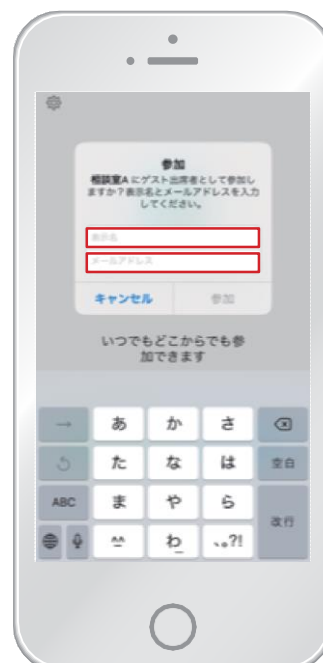 参加
相談室A にゲスト出席者として参加し
ますか？表示名とメールアドレスを入力
してください。
表示名
メールアドレス
キャンセル 参加
いつでもどこからでも参
加できます
→ あ か さ
た な は 空白
ABC ま や ら
^^ わ 、。?! 改行